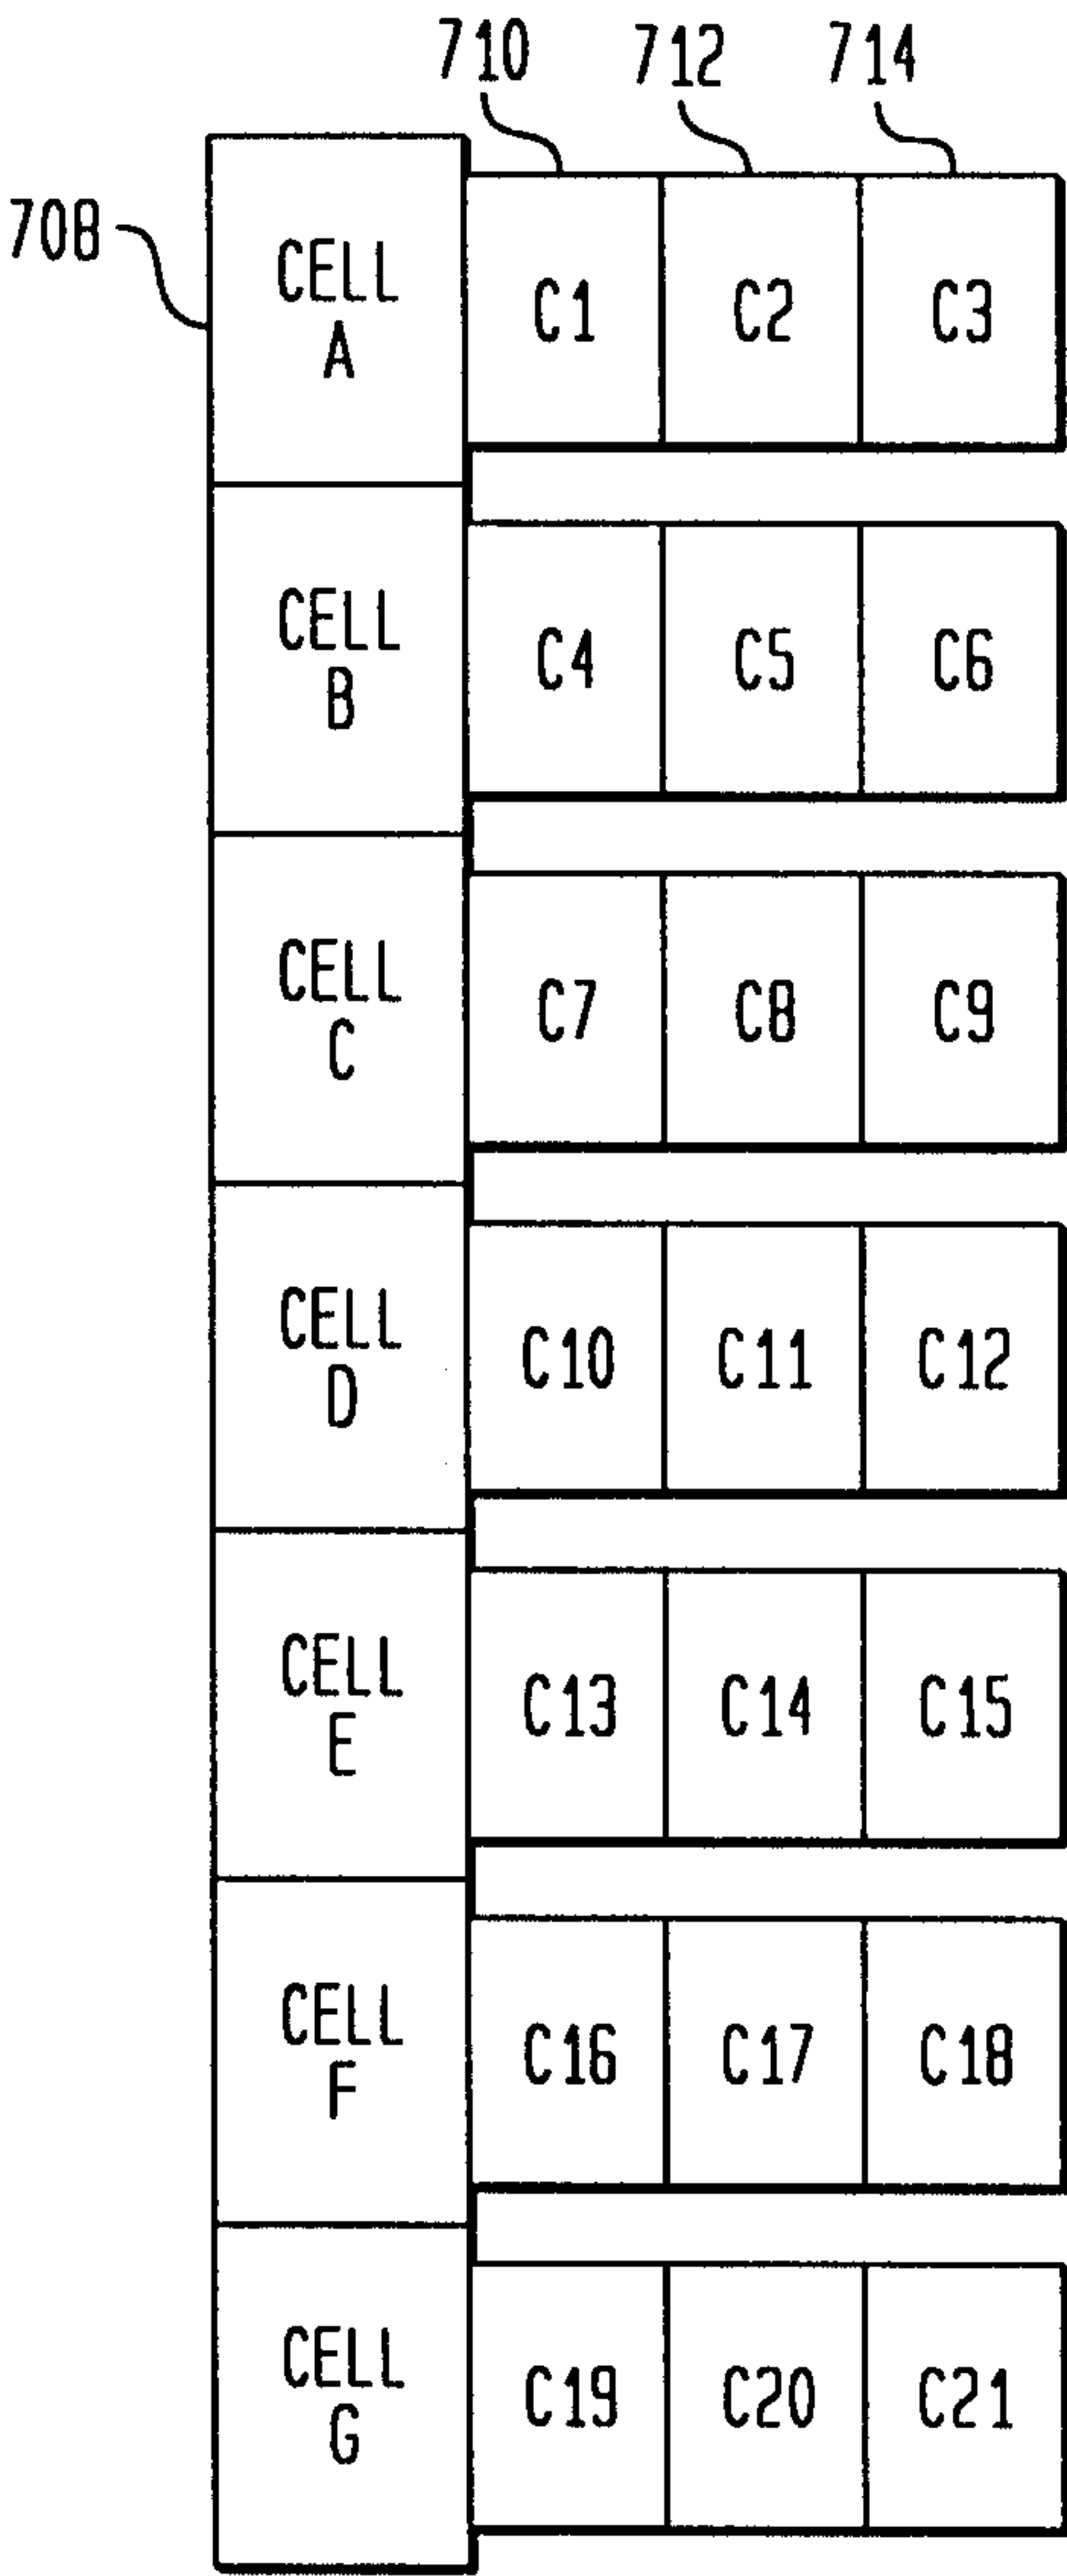 710 712 714
708
CELL
A
C1 C2 C3
CELL
B
C4 C5 C6
CELL
C
C7 C8 C9
CELL
D
C10 C11 C12
CELL
E
C13 C14 C15
CELL
F
C16 C17 C18
CELL
G
C19 C20 C21